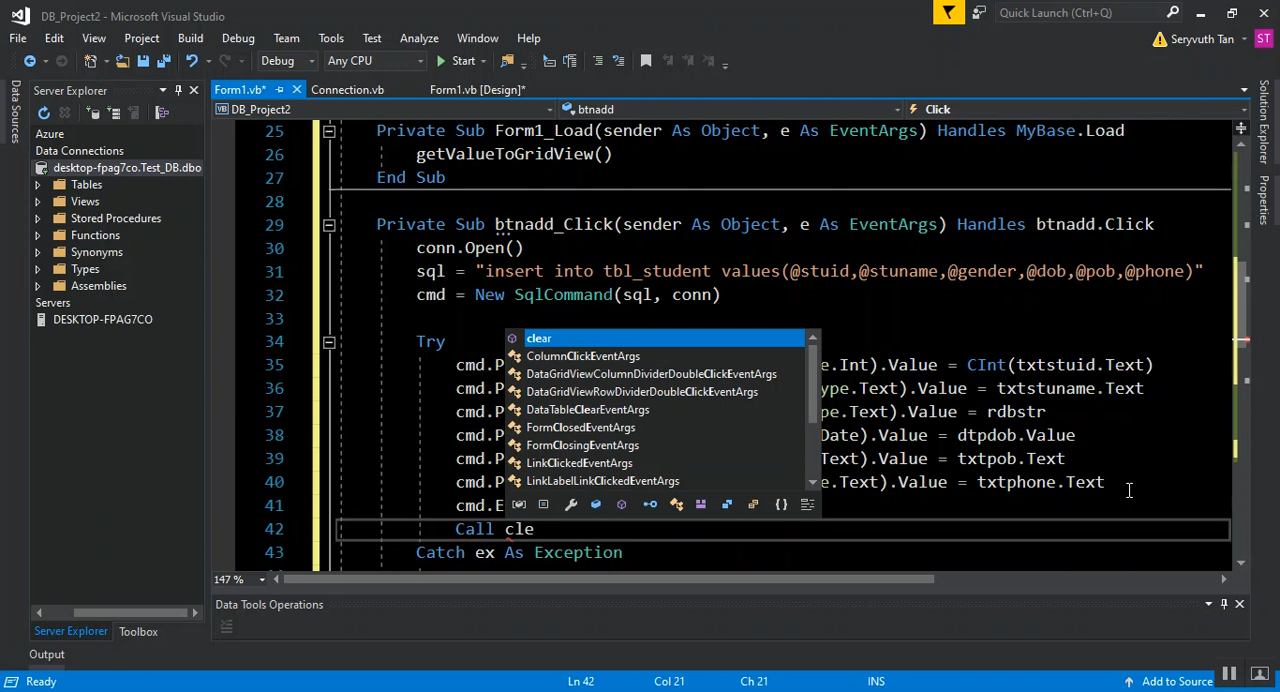 DB_Project2 - Microsoft Visual Studio
Quick Launch (Ctrl+Q)
File Edit View Project Build Debug Team Tools Test Analyze Window Help
Seryvuth Tan
ST
Debug
Any CPU
Start
Data Sources
Server Explorer
Form1.vb*
Connection.vb
Form1.vb [Design]*
DB_Project2
btnadd
Click
Azure
Data Connections
desktop-fpag7co.Test_DB.dbo
Tables
Views
Stored Procedures
Functions
Synonyms
Types
Assemblies
Servers
DESKTOP-FPAG7CO
25 Private Sub Form1_Load(sender As Object, e As EventArgs) Handles MyBase.Load
26 getValueToGridView()
27 End Sub
28
29 Private Sub btnadd_Click(sender As Object, e As EventArgs) Handles btnadd.Click
30 conn.Open()
31 sql = "insert into tbl_student values(@stuid,@stuname,@gender,@dob,@pob,@phone)"
32 cmd = New SqlCommand(sql, conn)
33
34 Try
35 cmd.P e.Int).Value = CInt(txtstuid.Text)
36 cmd.P ype.Text).Value = txtstuname.Text
37 cmd.P pe.Text).Value = rdbstr
38 cmd.P Date).Value = dtpdob.Value
39 cmd.P Text).Value = txtpob.Text
40 cmd.P e.Text).Value = txtphone.Text
41 cmd.E
42 Call cle
43 Catch ex As Exception
clear
ColumnClickEventArgs
DataGridViewColumnDividerDoubleClickEventArgs
DataGridViewRowDividerDoubleClickEventArgs
DataTableClearEventArgs
FormClosedEventArgs
FormClosingEventArgs
LinkClickedEventArgs
LinkLabelLinkClickedEventArgs
Solution Explorer
Properties
147 %
Data Tools Operations
Server Explorer
Toolbox
Output
Ready
Ln 42
Col 21
Ch 21
INS
Add to Source